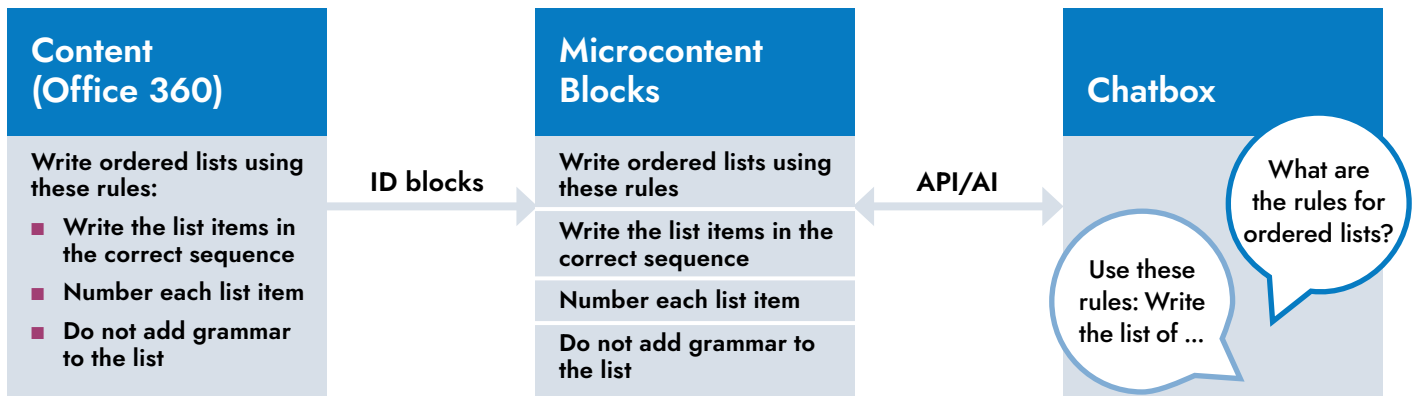 Content
(Office 360)
Write ordered lists using
these rules:
Write the list items in
the correct sequence
Number each list item
Do not add grammar
to the list
ID blocks
Microcontent
Blocks
Write ordered lists using
these rules
Write the list items in the
correct sequence
Number each list item
Do not add grammar to
the list
API/AI
Chatbox
What are
the rules for
ordered lists?
Use these
rules: Write
the list of ...